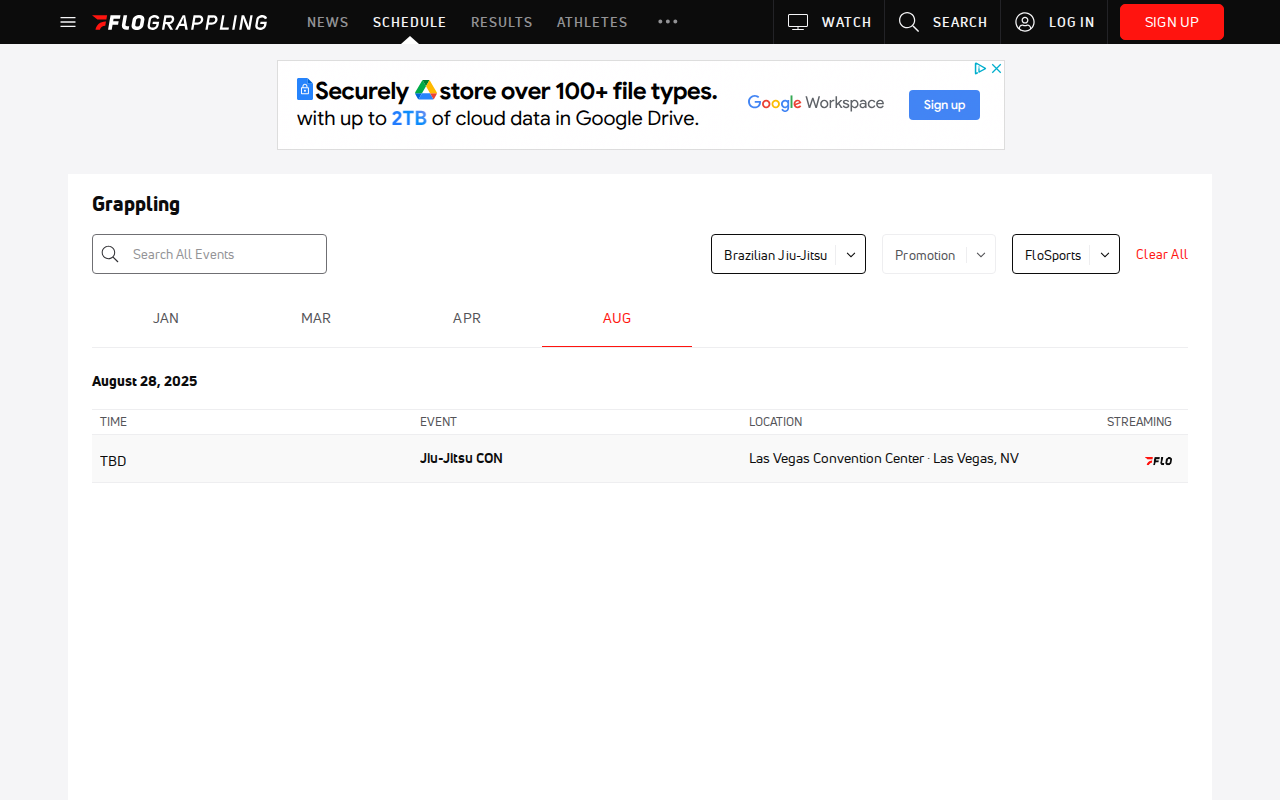 FLOGRAPPLING NEWS SCHEDULE RESULTS ATHLETES ••• WATCH SEARCH LOG IN SIGN UP
Securely store over 100+ file types.
with up to 2TB of cloud data in Google Drive.
Google Workspace
Sign up
Grappling
Search All Events Brazilian Jiu-Jitsu Promotion FloSports Clear All
JAN MAR APR AUG
August 28, 2025
TIME EVENT LOCATION STREAMING
TBD Jiu-Jitsu CON Las Vegas Convention Center · Las Vegas, NV FLO